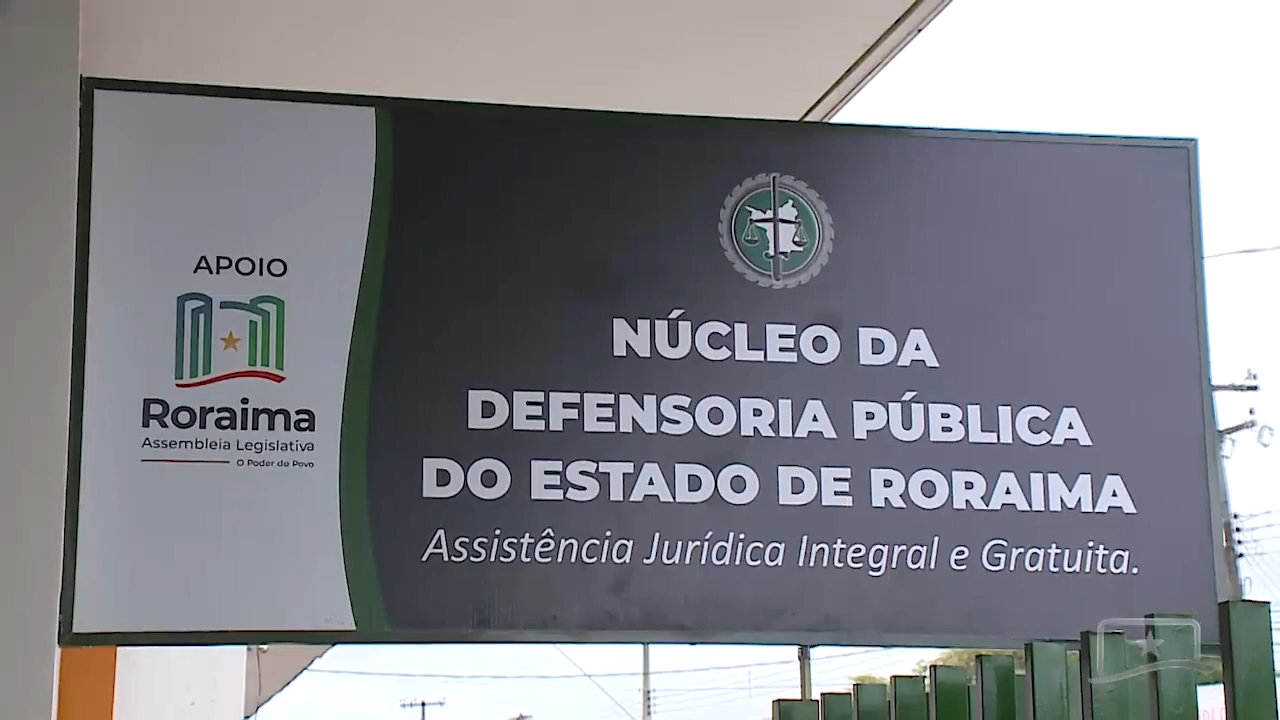 APOIO
Roraima
Assembleia Legislativa
O Poder do Povo
NÚCLEO DA
DEFENSORIA PÚBLICA
DO ESTADO DE RORAIMA
Assistência Jurídica Integral e Gratuita.